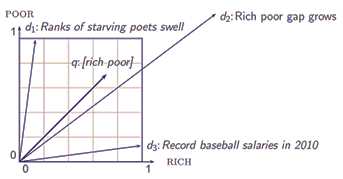 POOR
d₂: Rich poor gap grows
1 d₁: Ranks of starving poets swell
q: [rich poor]
d₃: Record baseball salaries in 2010
0
RICH
0 1